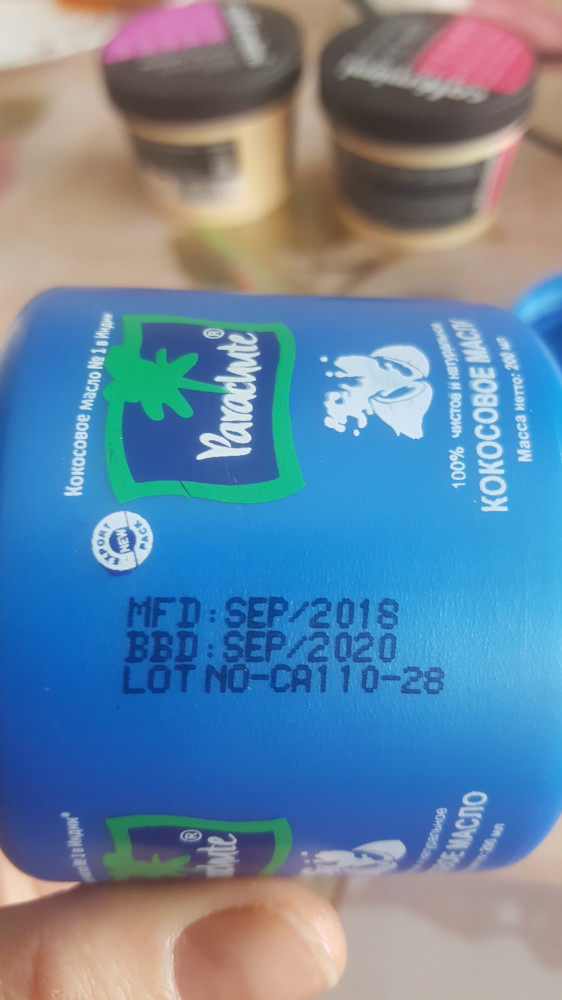 Кокосовое Масло № 1 в Индии*
Parachute®
EXPORT
NEW
PACK
100% чистое и натуральное
КОКОСОВОЕ МАСЛО
Масса нетто: 200 мл
MFD:SEP/2018
BBD:SEP/2020
LOT NO-CA110-28